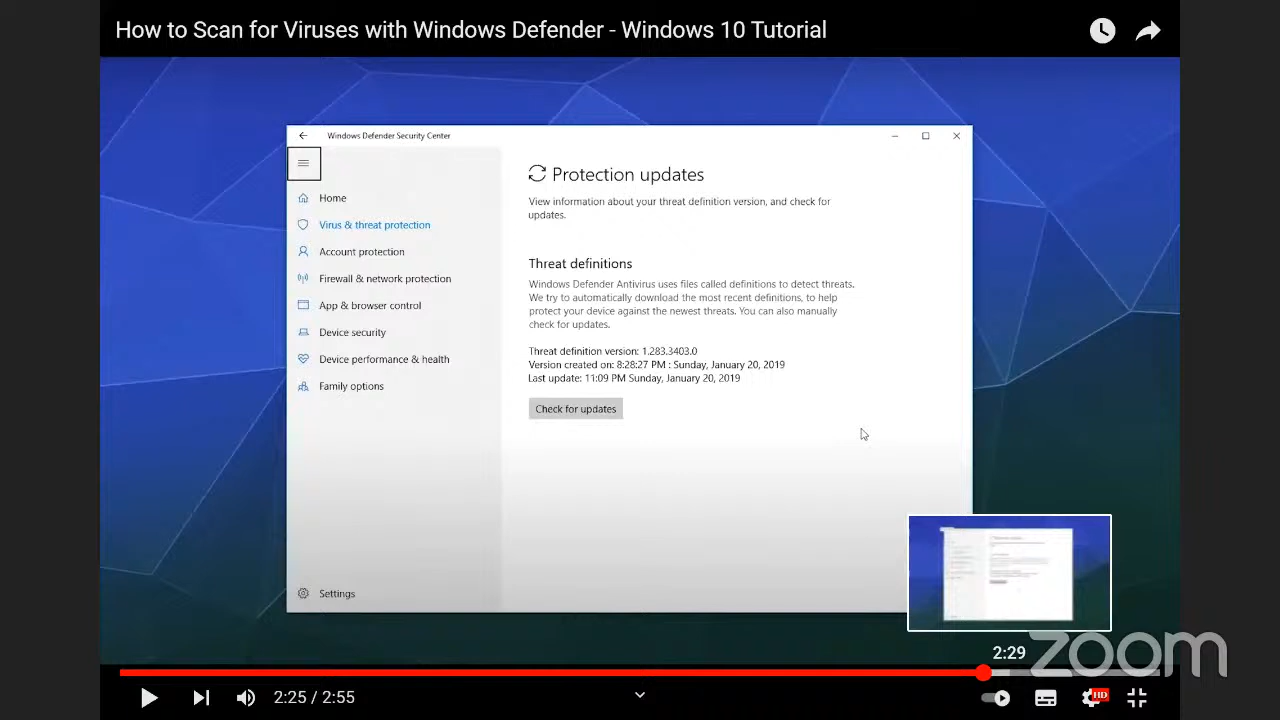 How to Scan for Viruses with Windows Defender - Windows 10 Tutorial
Windows Defender Security Center
Home
Virus & threat protection
Account protection
Firewall & network protection
App & browser control
Device security
Device performance & health
Family options
Settings
Protection updates
View information about your threat definition version, and check for
updates.
Threat definitions
Windows Defender Antivirus uses files called definitions to detect threats.
We try to automatically download the most recent definitions, to help
protect your device against the newest threats. You can also manually
check for updates.
Threat definition version: 1.283.3403.0
Version created on: 8:28:27 PM : Sunday, January 20, 2019
Last update: 11:09 PM Sunday, January 20, 2019
Check for updates
2:29
zoom
2:25 / 2:55
HD